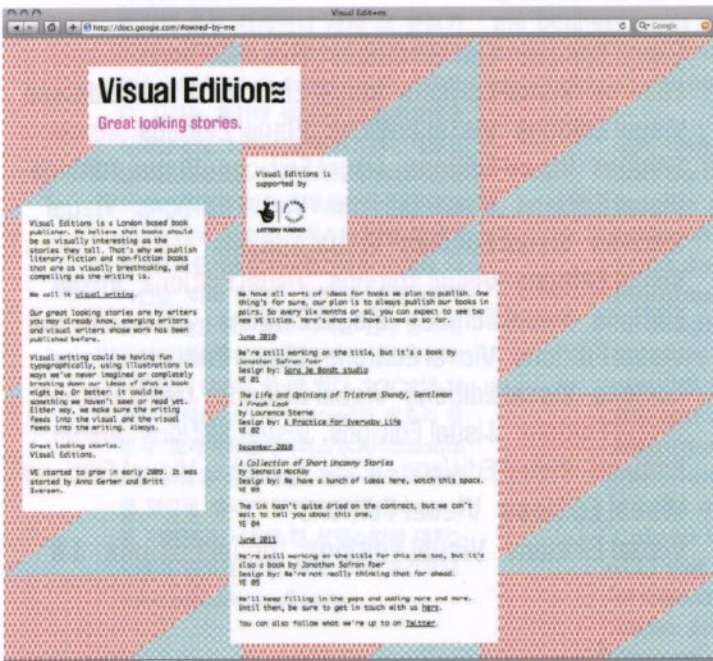 Visual Editions
http://docs.google.com/#owned-by-me
Google
Visual Editions
Great looking stories.
Visual Editions is
supported by
LOTTERY FUNDED
Visual Editions is a London based book
publisher. We believe that books should
be as visually interesting as the
stories they tell. That's why we publish
literary fiction and non-fiction books
that are as visually breathtaking, and
compelling as the writing is.
We call it visual writing.
Our great looking stories are by writers
you may already know, emerging writers
and visual writers whose work has been
published before.
Visual writing could be having fun
typographically, using illustrations in
ways we've never imagined or completely
breaking down our ideas of what a book
might be. Or better: it could be
something we haven't seen or read yet.
Either way, we make sure the writing
feeds into the visual and the visual
feeds into the writing. Always.
Great looking stories.
Visual Editions.
VE started to grow in early 2009. It was
started by Anna Gerber and Britt
Iversen.
We have all sorts of ideas for books we plan to publish. One
thing's for sure, our plan is to always publish our books in
pairs. So every six months or so, you can expect to see two
new VE titles. Here's what we have lined up so far.
June 2010
We're still working on the title, but it's a book by
Jonathan Safran Foer
Design by: Sara De Bondt studio
VE 01
The Life and Opinions of Tristram Shandy, Gentleman
A Fresh Look
by Laurence Sterne
Design by: A Practice for Everyday Life
VE 02
December 2010
A Collection of Short Uncanny Stories
by Seonaid Mackay
Design by: We have a bunch of ideas here, watch this space.
VE 03
The ink hasn't quite dried on the contract, but we can't
wait to tell you about this one.
VE 04
June 2011
We're still working on the title for this one too, but it's
also a book by Jonathan Safran Foer
Design by: We're not really thinking that far ahead.
VE 05
We'll keep filling in the gaps and adding more and more.
Until then, be sure to get in touch with us here.
You can also follow what we're up to on Twitter.